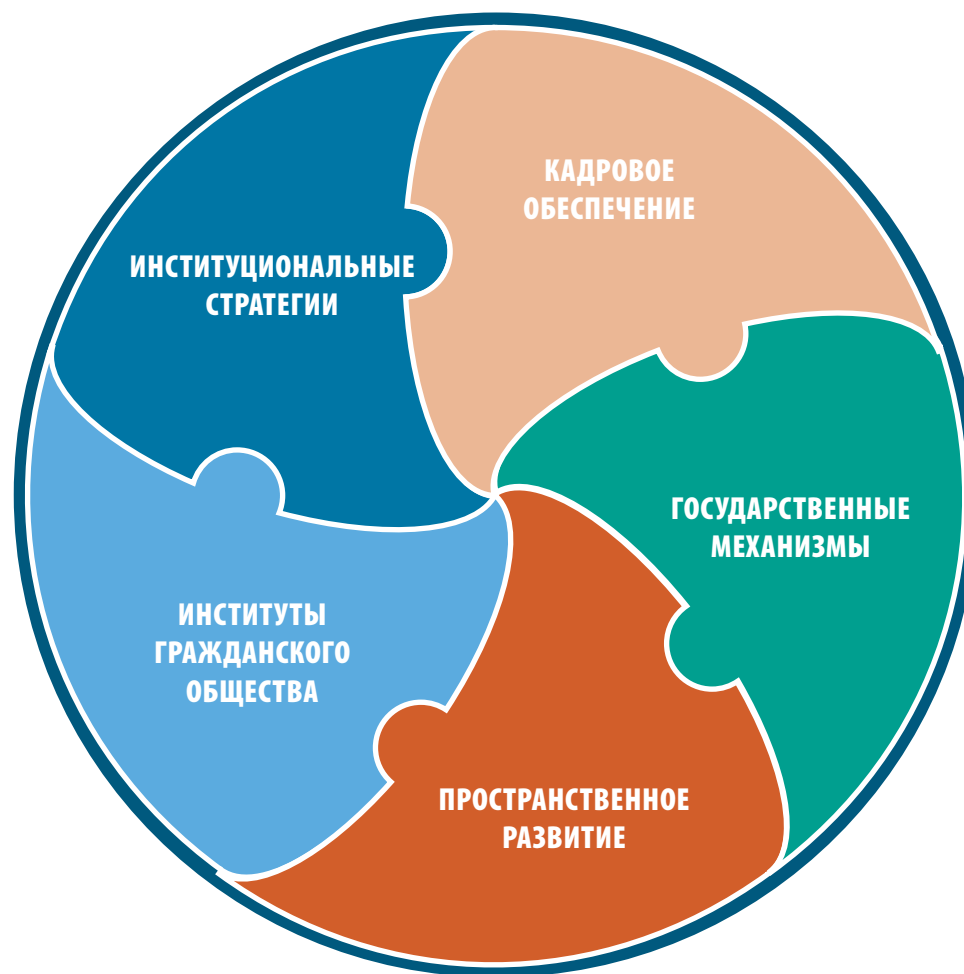 КАДРОВОЕ
ОБЕСПЕЧЕНИЕ
ИНСТИТУЦИОНАЛЬНЫЕ
СТРАТЕГИИ
ГОСУДАРСТВЕННЫЕ
МЕХАНИЗМЫ
ИНСТИТУТЫ
ГРАЖДАНСКОГО
ОБЩЕСТВА
ПРОСТРАНСТВЕННОЕ
РАЗВИТИЕ